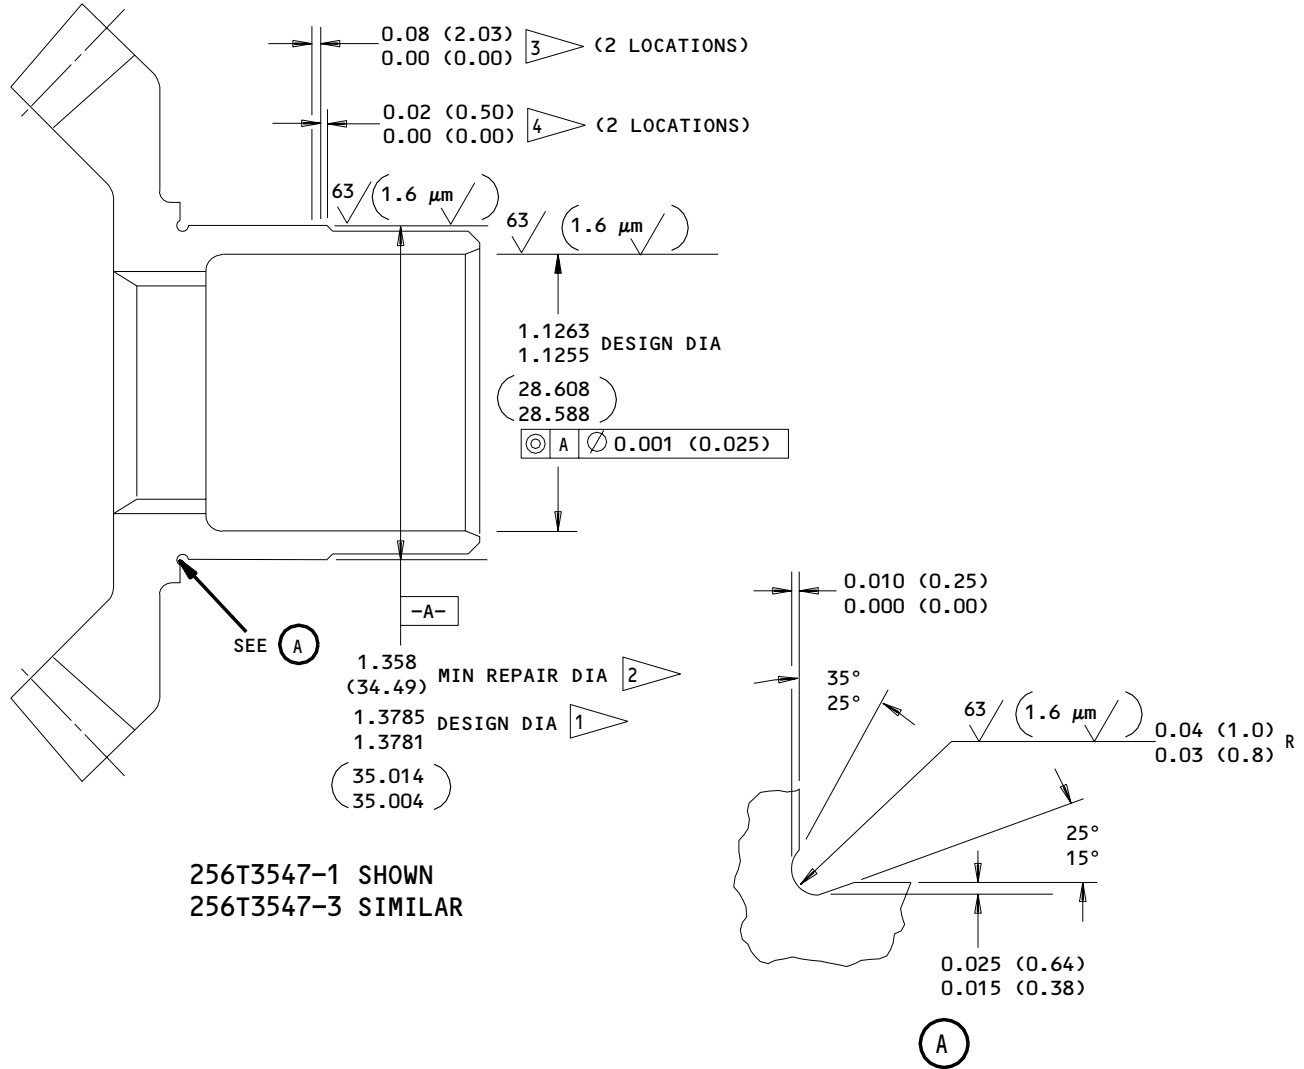 0.08 (2.03)
0.00 (0.00) 3 (2 LOCATIONS)
0.02 (0.50)
0.00 (0.00) 4 (2 LOCATIONS)
63 (1.6 µm)
63 (1.6 µm)
1.1263
1.1255 DESIGN DIA
(28.608
28.588)
◎ A ∅ 0.001 (0.025)
-A-
SEE A
1.358
(34.49) MIN REPAIR DIA 2
1.3785
1.3781 DESIGN DIA 1
(35.014
35.004)
256T3547-1 SHOWN
256T3547-3 SIMILAR
0.010 (0.25)
0.000 (0.00)
35°
25°
63 (1.6 µm)
0.04 (1.0)
0.03 (0.8) R
25°
15°
0.025 (0.64)
0.015 (0.38)
A